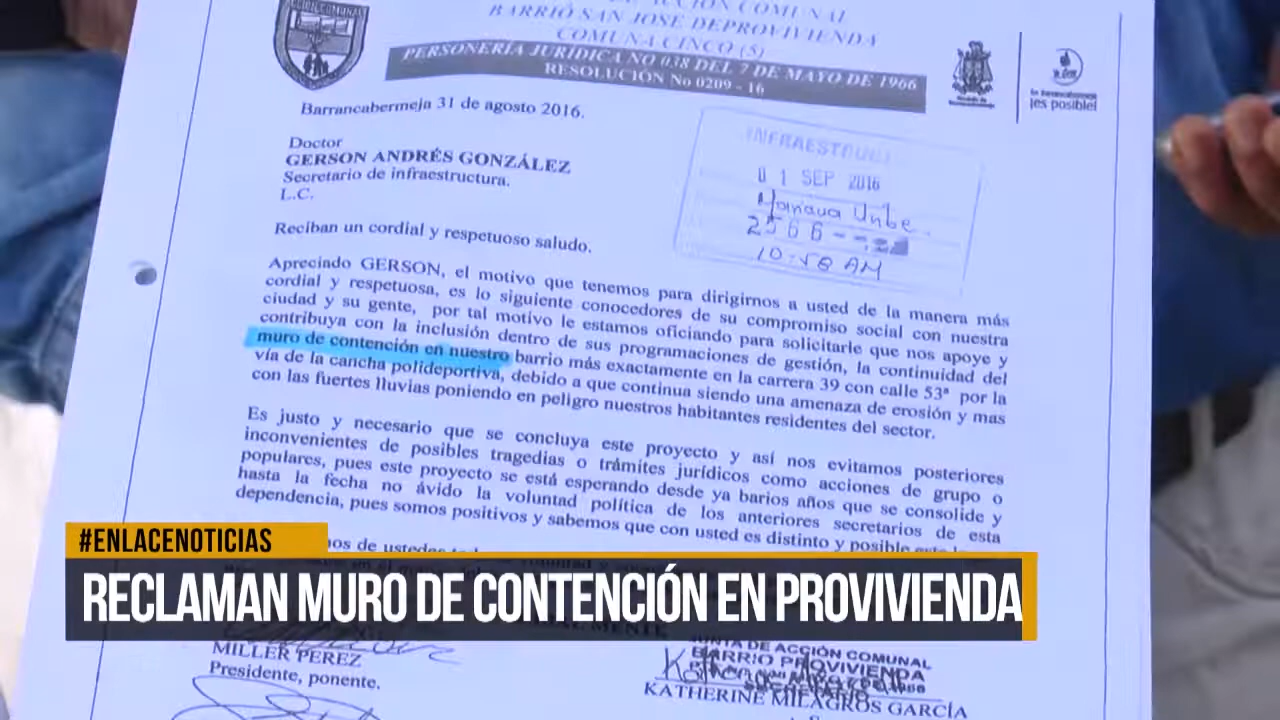 ACCIÓN COMUNAL
BARRIO SAN JOSE DEPROVIVIENDA
COMUNA CINCO (5)
PERSONERÍA JURIDICA NO 038 DEL 7 DE MAYO DE 1966
RESOLUCIÓN No 0209 - 16
¡es posible!
Barrancabermeja 31 de agosto 2016.
Doctor
GERSON ANDRÉS GONZÁLEZ
Secretario de infraestructura.
L.C.
INFRAESTRUC
01 SEP 2016
2566
AM
Reciban un cordial y respetuoso saludo.
Apreciado GERSON, el motivo que tenemos para dirigirnos a usted de la manera más
cordial y respetuosa, es lo siguiente conocedores de su compromiso social con nuestra
ciudad y su gente, por tal motivo le estamos oficiando para solicitarle que nos apoye y
contribuya con la inclusión dentro de sus programaciones de gestión, la continuidad del
muro de contención en nuestro barrio más exactamente en la carrera 39 con calle 53ª por la
vía de la cancha polideportiva, debido a que continua siendo una amenaza de erosión y mas
con las fuertes lluvias poniendo en peligro nuestros habitantes residentes del sector.
Es justo y necesario que se concluya este proyecto y así nos evitamos posteriores
inconvenientes de posibles tragedias o trámites jurídicos como acciones de grupo o
populares, pues este proyecto se está esperando desde ya barios años que se consolide y
hasta la fecha no ávido la voluntad política de los anteriores secretarios de esta
dependencia, pues somos positivos y sabemos que con usted es distinto y posible
#ENLACENOTICIAS
de ustedes
RECLAMAN MURO DE CONTENCIÓN EN PROVIVIENDA
MILLER PEREZ
Presidente, ponente.
JUNTA DE ACCIÓN COMUNAL
BARRIO PROVIVIENDA
KATHERINE MILAGROS GARCÍA